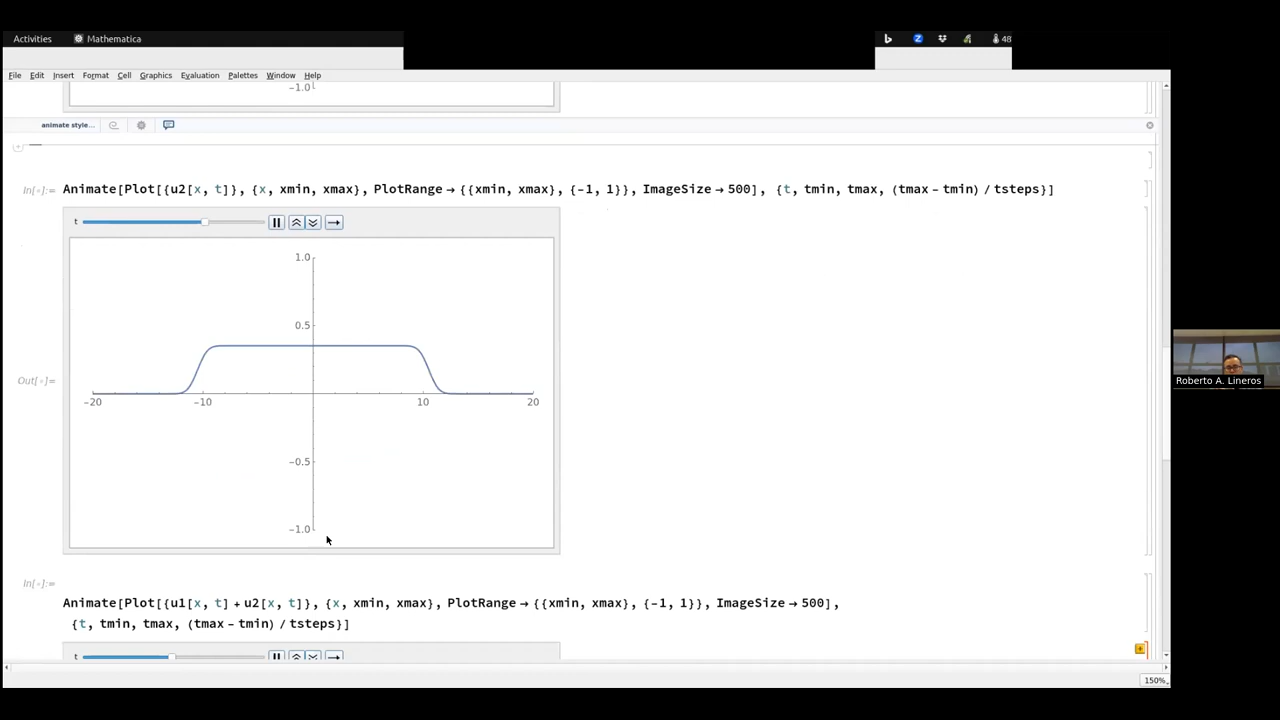 Activities Mathematica 48
File Edit Insert Format Cell Graphics Evaluation Palettes Window Help
-1.0
animate style...
In[◦]:= Animate[Plot[{u2[x, t]}, {x, xmin, xmax}, PlotRange → {{xmin, xmax}, {-1, 1}}, ImageSize → 500], {t, tmin, tmax, (tmax - tmin) / tsteps}]
t
1.0
0.5
Out[◦]=
-20 -10 10 20
-0.5
-1.0
In[◦]:=
Animate[Plot[{u1[x, t] + u2[x, t]}, {x, xmin, xmax}, PlotRange → {{xmin, xmax}, {-1, 1}}, ImageSize → 500],
{t, tmin, tmax, (tmax - tmin) / tsteps}]
t
150%
Roberto A. Lineros